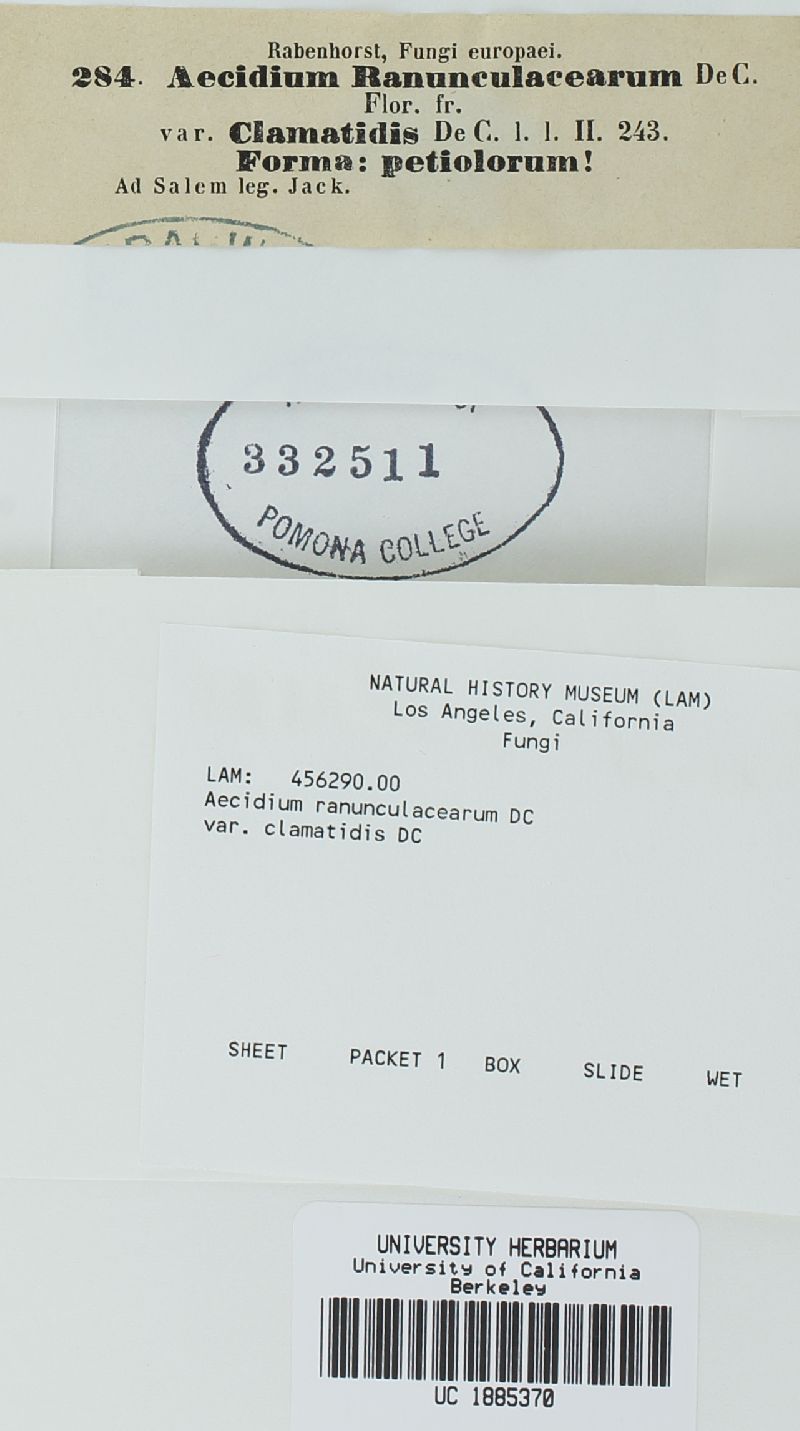 Rabenhorst, Fungi europaei.
284. Aecidium Ranunculacearum DeC.
Flor. fr.
var. Clamatidis DeC. l. l. II. 243.
Forma: petiolorum!
Ad Salem leg. Jack.
332511
POMONA COLLEGE
NATURAL HISTORY MUSEUM (LAM)
Los Angeles, California
Fungi
LAM: 456290.00
Aecidium ranunculacearum DC
var. clamatidis DC
SHEET PACKET 1 BOX SLIDE WET
UNIVERSITY HERBARIUM
University of California
Berkeley
UC 1885370